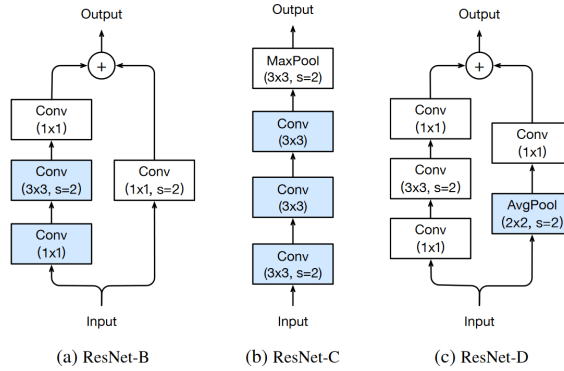 Output
+
Conv
(1x1)
Conv
(3x3, s=2)
Conv
(1x1, s=2)
Conv
(1x1)
Input
(a) ResNet-B
Output
MaxPool
(3x3, s=2)
Conv
(3x3)
Conv
(3x3)
Conv
(3x3, s=2)
Input
(b) ResNet-C
Output
+
Conv
(1x1)
Conv
(1x1)
Conv
(3x3, s=2)
AvgPool
(2x2, s=2)
Conv
(1x1)
Input
(c) ResNet-D